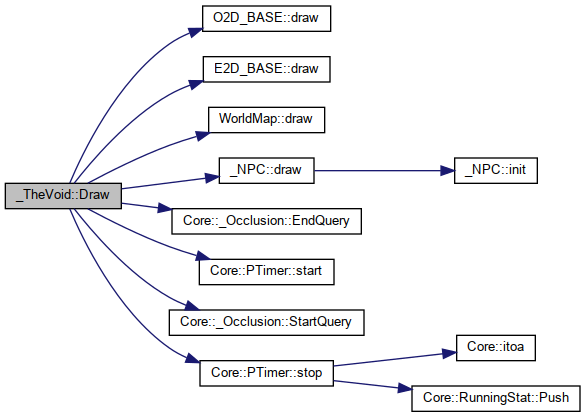 O2D_BASE::draw
E2D_BASE::draw
WorldMap::draw
_NPC::draw
_NPC::init
_TheVoid::Draw
Core::_Occlusion::EndQuery
Core::PTimer::start
Core::_Occlusion::StartQuery
Core::itoa
Core::PTimer::stop
Core::RunningStat::Push